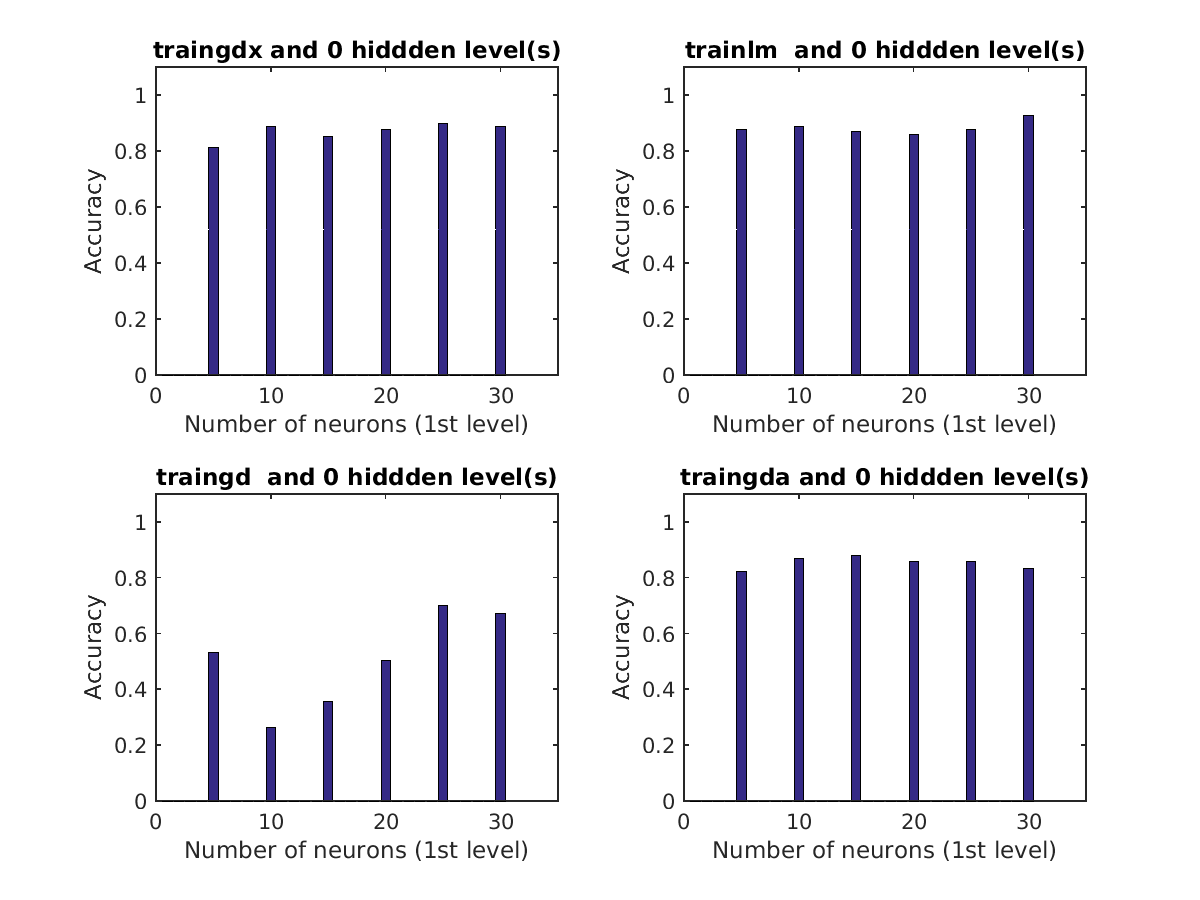 traingdx and 0 hiddden level(s)
1
0.8
0.6
0.4
0.2
0
Accuracy
0 10 20 30
Number of neurons (1st level)
trainlm  and 0 hiddden level(s)
1
0.8
0.6
0.4
0.2
0
Accuracy
0 10 20 30
Number of neurons (1st level)
traingd  and 0 hiddden level(s)
1
0.8
0.6
0.4
0.2
0
Accuracy
0 10 20 30
Number of neurons (1st level)
traingda and 0 hiddden level(s)
1
0.8
0.6
0.4
0.2
0
Accuracy
0 10 20 30
Number of neurons (1st level)